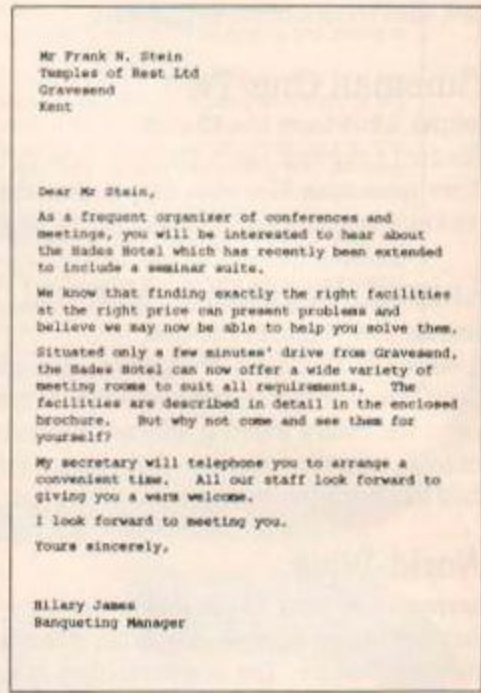 Mr Frank N. Stein
Temples of Rest Ltd
Gravesend
Kent
Dear Mr Stein,
As a frequent organizer of conferences and
meetings, you will be interested to hear about
the Hades Hotel which has recently been extended
to include a seminar suite.
We know that finding exactly the right facilities
at the right price can present problems and
believe we may now be able to help you solve them.
Situated only a few minutes' drive from Gravesend,
the Hades Hotel can now offer a wide variety of
meeting rooms to suit all requirements. The
facilities are described in detail in the enclosed
brochure. But why not come and see them for
yourself?
My secretary will telephone you to arrange a
convenient time. All our staff look forward to
giving you a warm welcome.
I look forward to meeting you.
Yours sincerely,
Hilary James
Banqueting Manager